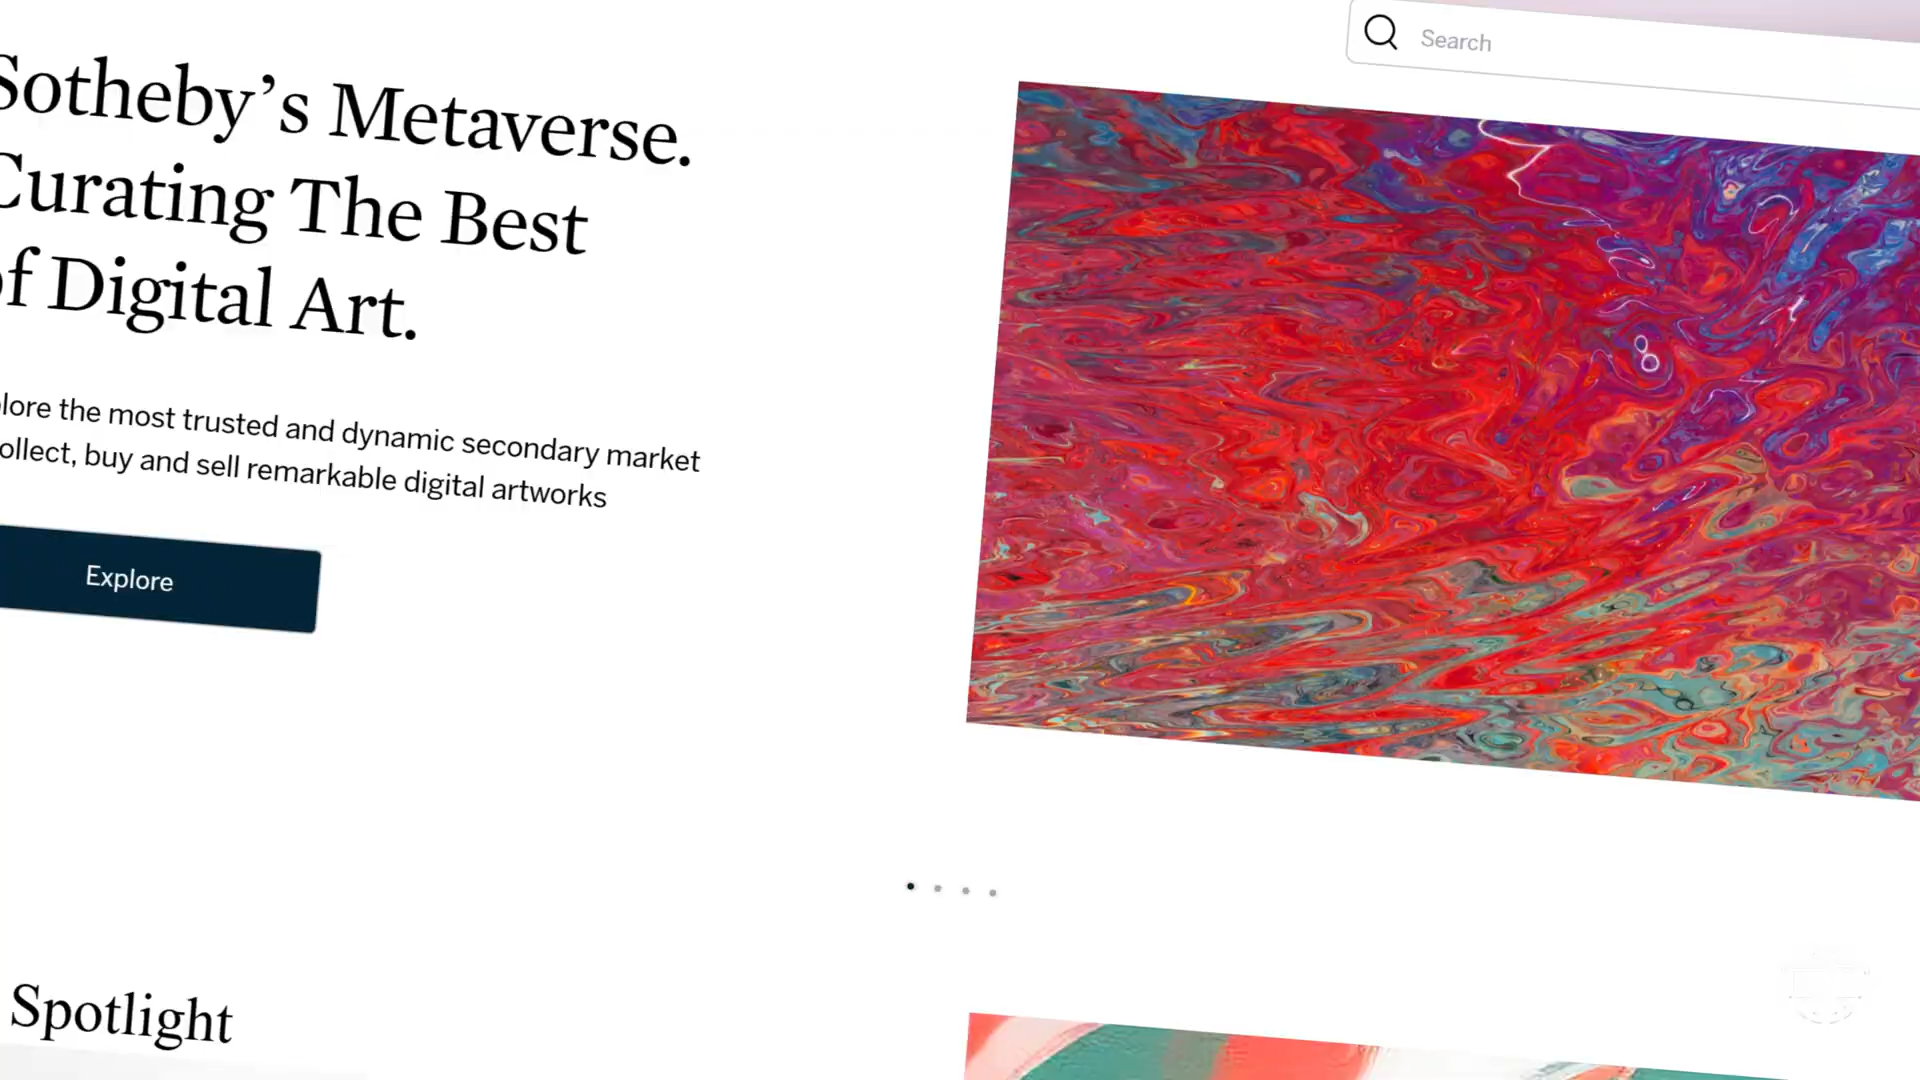 Search
Sotheby’s Metaverse.
Curating The Best
of Digital Art.
lore the most trusted and dynamic secondary market
ollect, buy and sell remarkable digital artworks
Explore
Spotlight